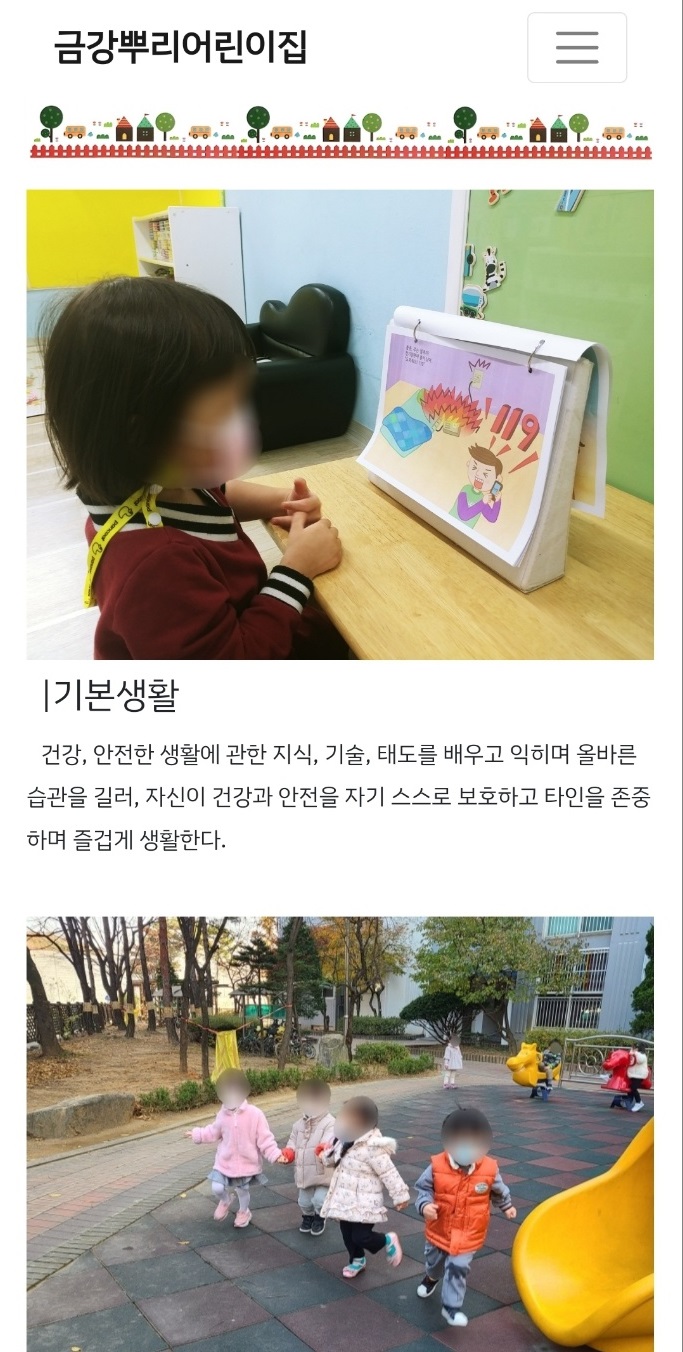 금강뿌리어린이집
119
|기본생활
건강, 안전한 생활에 관한 지식, 기술, 태도를 배우고 익히며 올바른
습관을 길러, 자신이 건강과 안전을 자기 스스로 보호하고 타인을 존중
하며 즐겁게 생활한다.